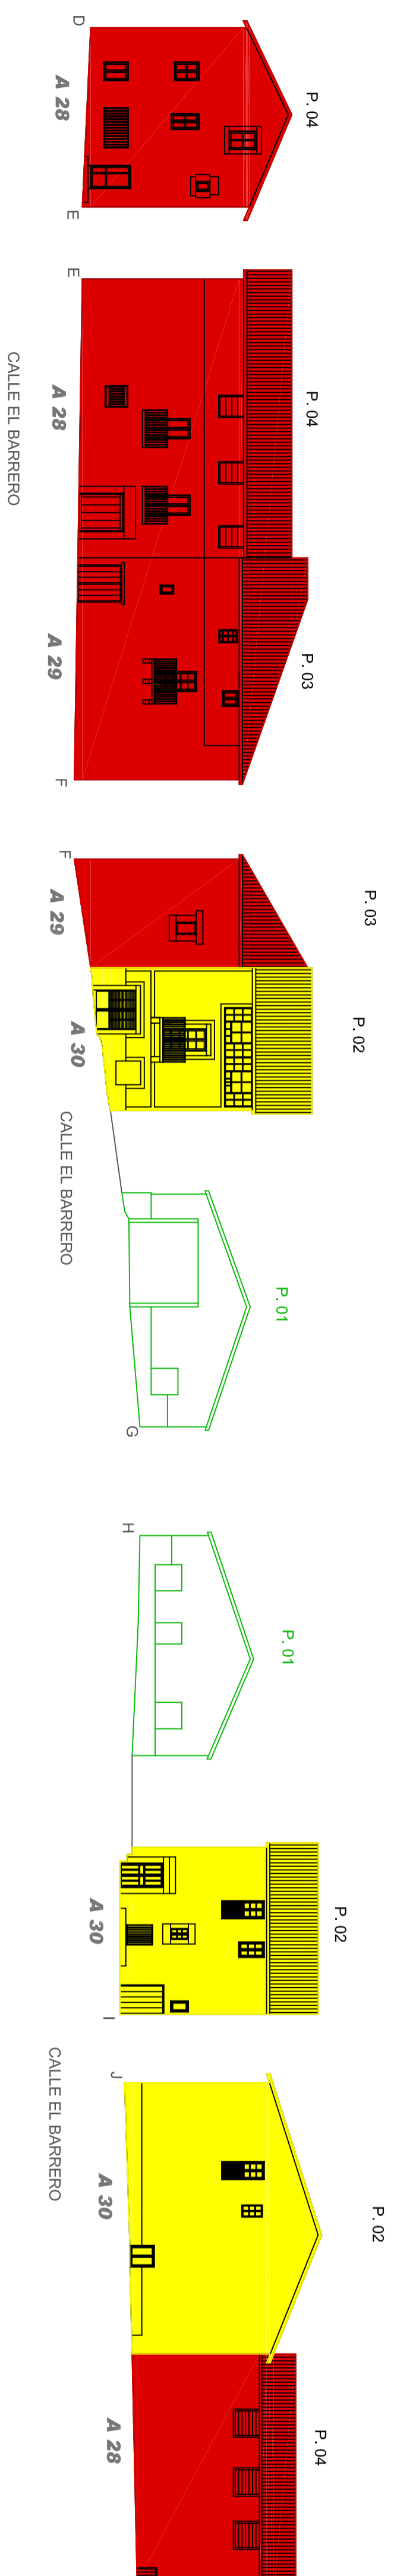 D
P. 04
A 28
E
E
P. 04
A 28
CALLE EL BARRERO
P. 03
A 29
F
F
P. 03
A 29
P. 02
A 30
CALLE EL BARRERO
P. 01
G
H
P. 01
P. 02
A 30
I
J
CALLE EL BARRERO
P. 02
A 30
P. 04
A 28